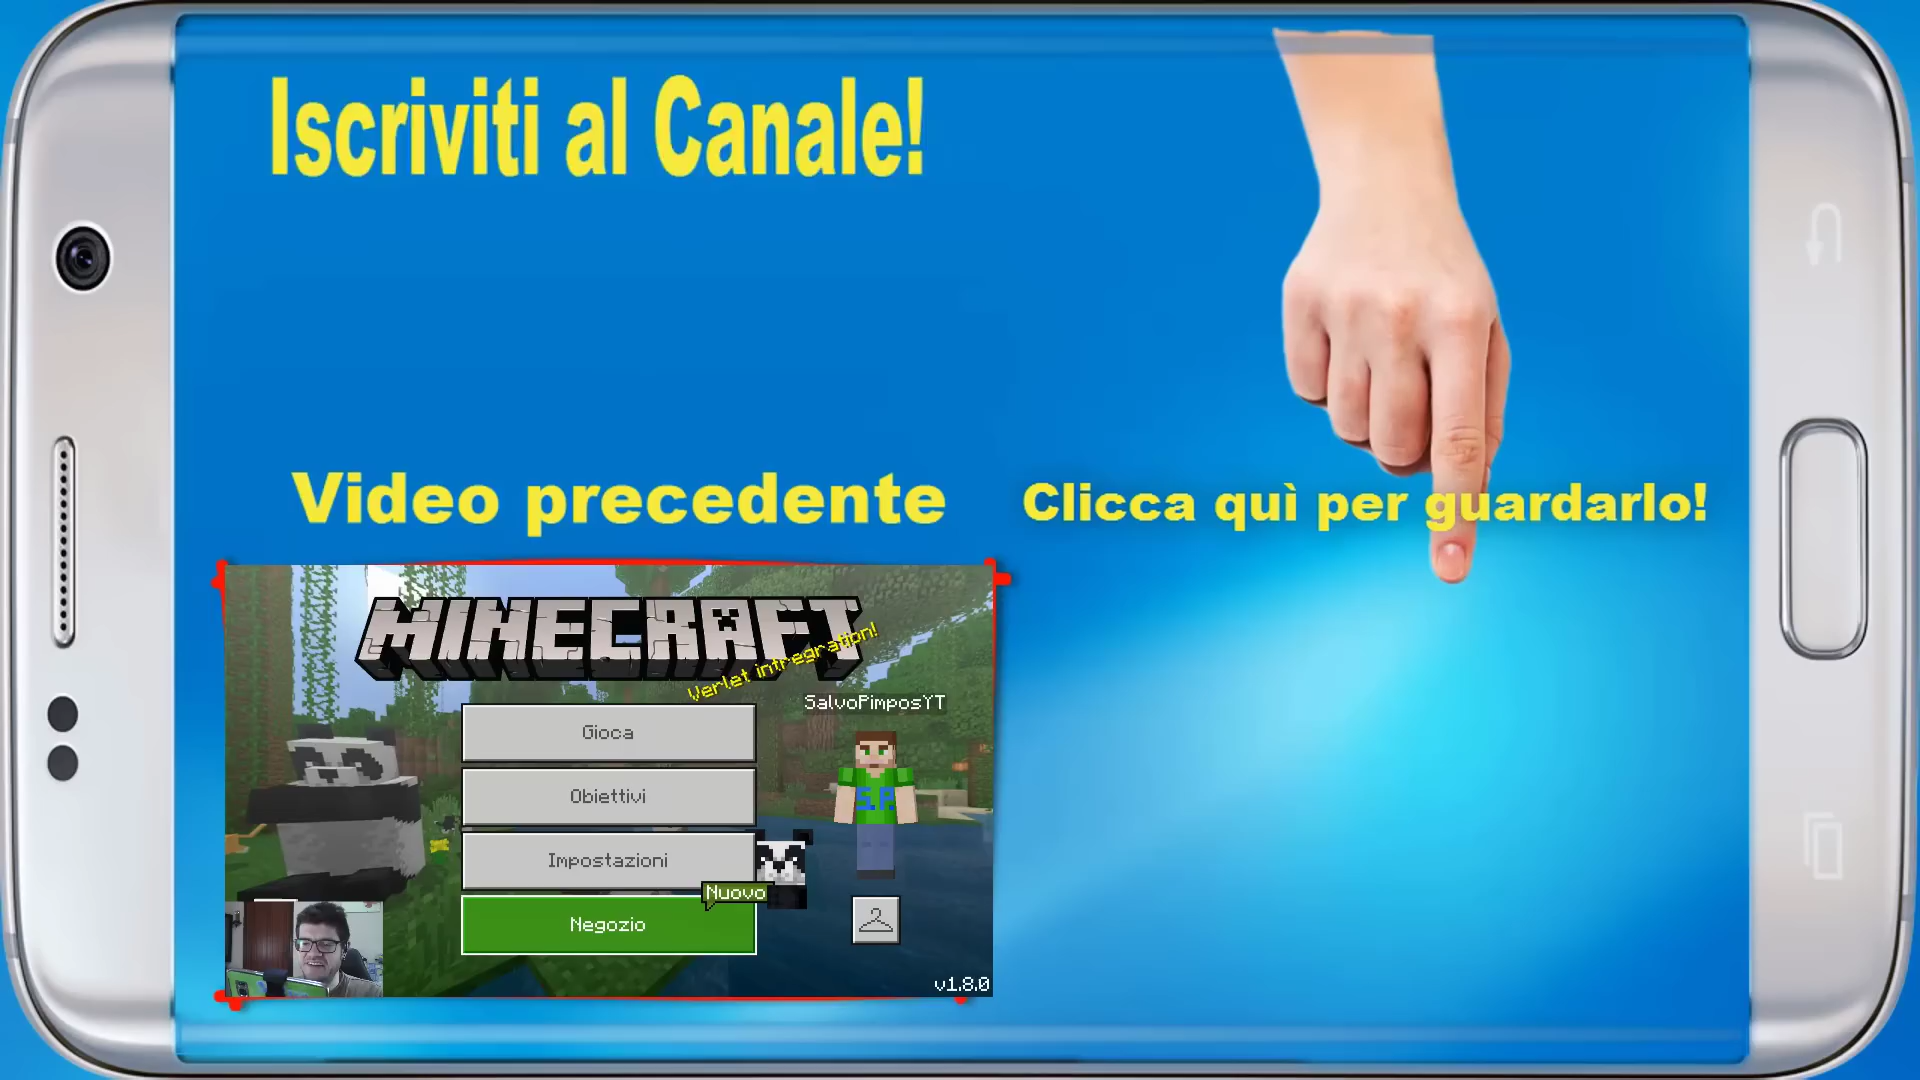 Iscriviti al Canale!
Video precedente
Clicca quì per guardarlo!
MINECRAFT
Verlet intregration!
SalvoPimposYT
Gioca
Obiettivi
Impostazioni
Nuovo
Negozio
S.P.
v1.8.0